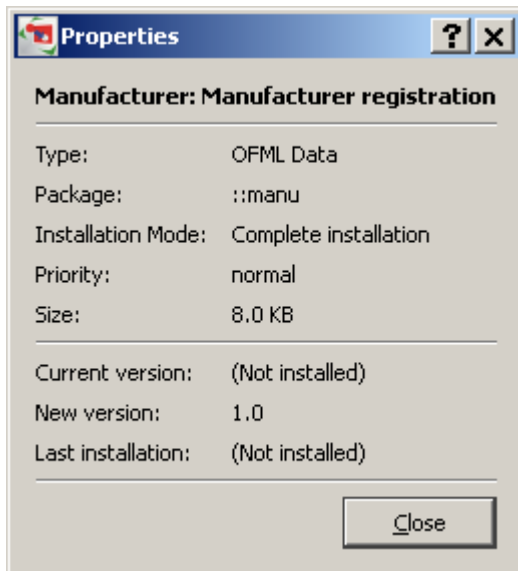 Properties
Manufacturer: Manufacturer registration
Type: OFML Data
Package: ::manu
Installation Mode: Complete installation
Priority: normal
Size: 8.0 KB
Current version: (Not installed)
New version: 1.0
Last installation: (Not installed)
Close